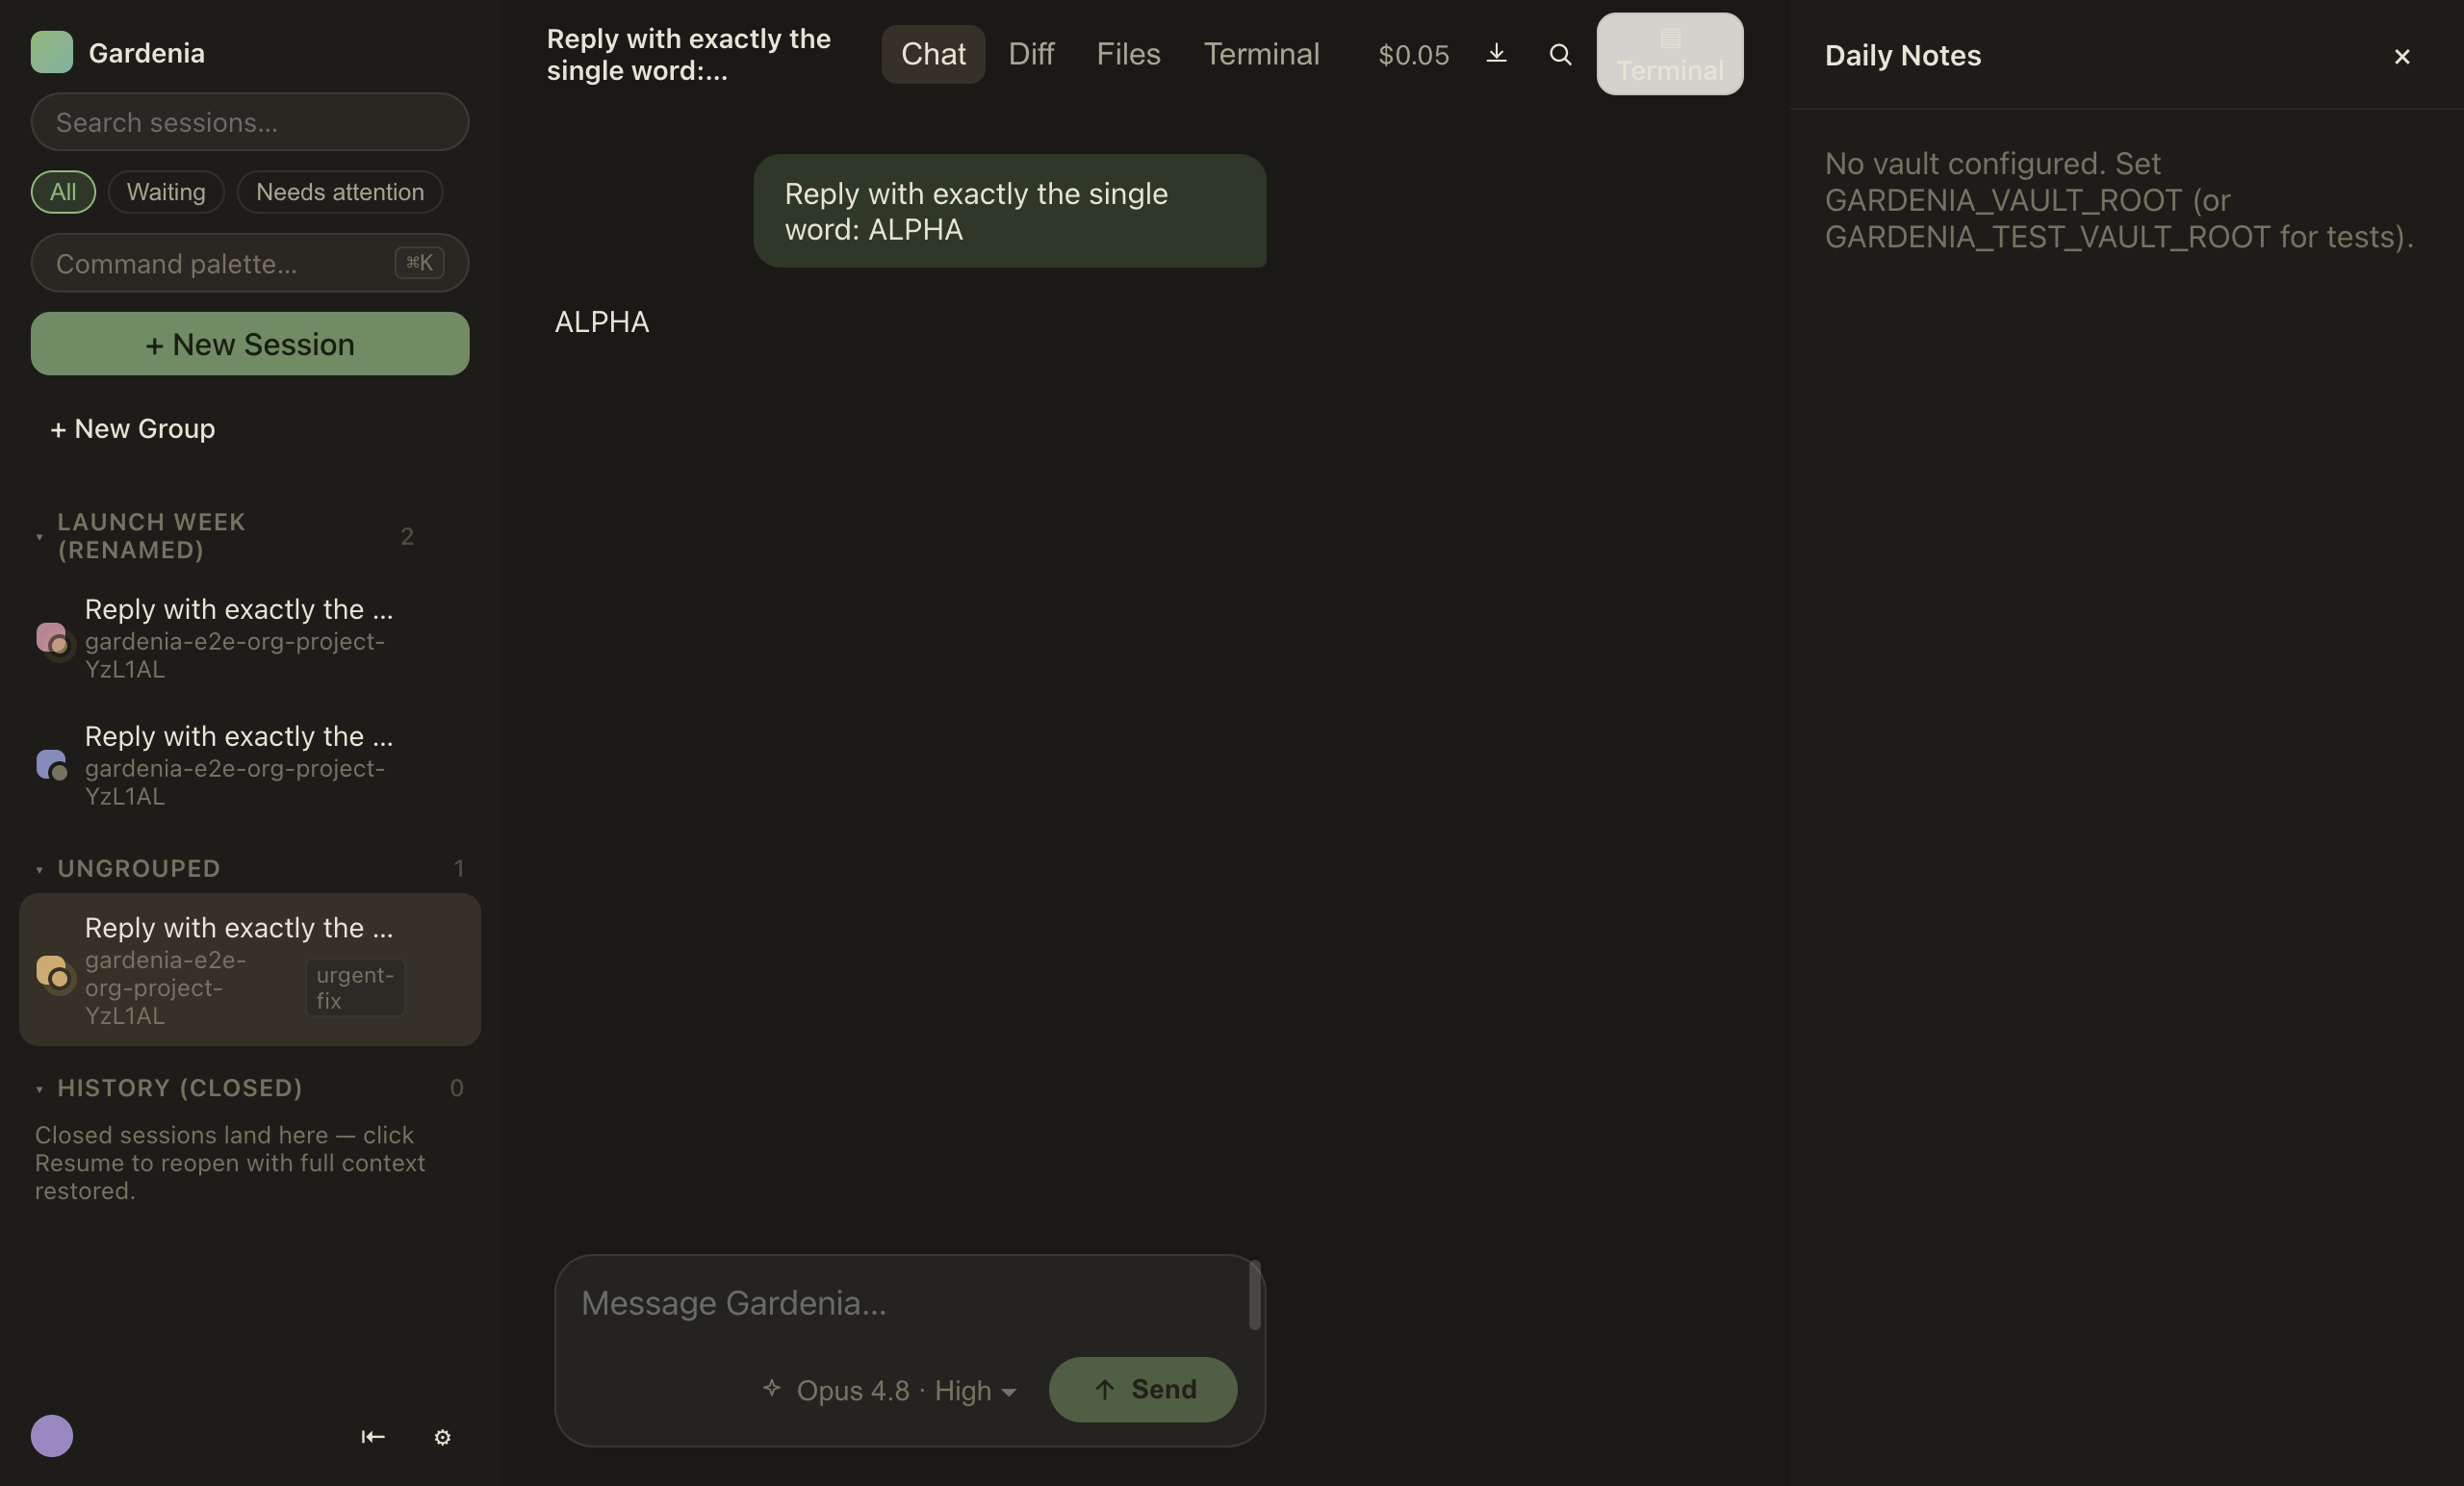 Gardenia
Search sessions...
All
Waiting
Needs attention
Command palette...
⌘K
+ New Session
+ New Group
LAUNCH WEEK
(RENAMED)
2
Reply with exactly the ...
gardenia-e2e-org-project-
YzL1AL
Reply with exactly the ...
gardenia-e2e-org-project-
YzL1AL
UNGROUPED
1
Reply with exactly the ...
gardenia-e2e-
org-project-
YzL1AL
urgent-
fix
HISTORY (CLOSED)
0
Closed sessions land here — click
Resume to reopen with full context
restored.
Reply with exactly the
single word:...
Chat
Diff
Files
Terminal
$0.05
Terminal
Reply with exactly the single
word: ALPHA
ALPHA
Message Gardenia...
Opus 4.8 · High
Send
Daily Notes
No vault configured. Set
GARDENIA_VAULT_ROOT (or
GARDENIA_TEST_VAULT_ROOT for tests).